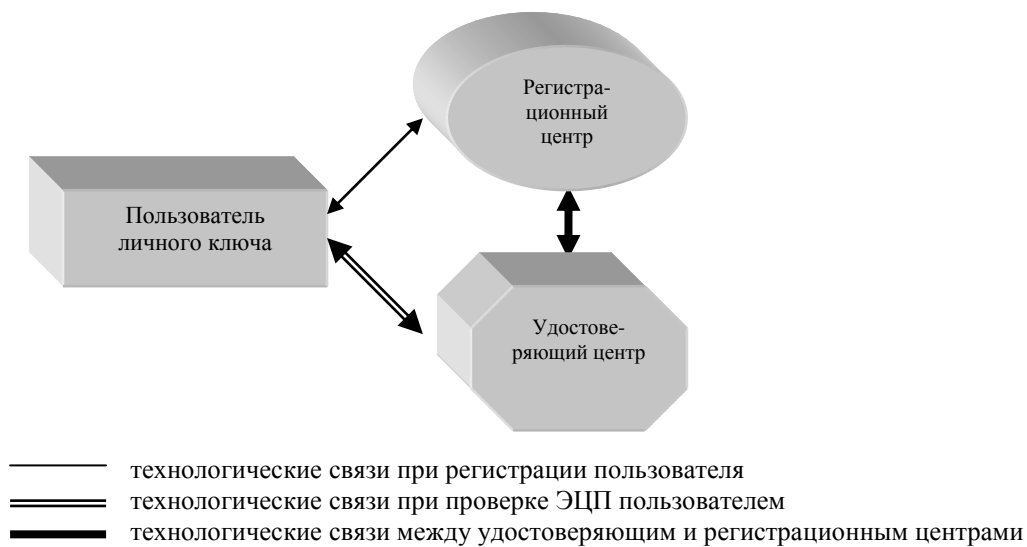 Регистра-
ционный
центр
Пользователь
личного ключа
Удостове-
ряющий центр
технологические связи при регистрации пользователя
технологические связи при проверке ЭЦП пользователем
технологические связи между удостоверяющим и регистрационным центрами